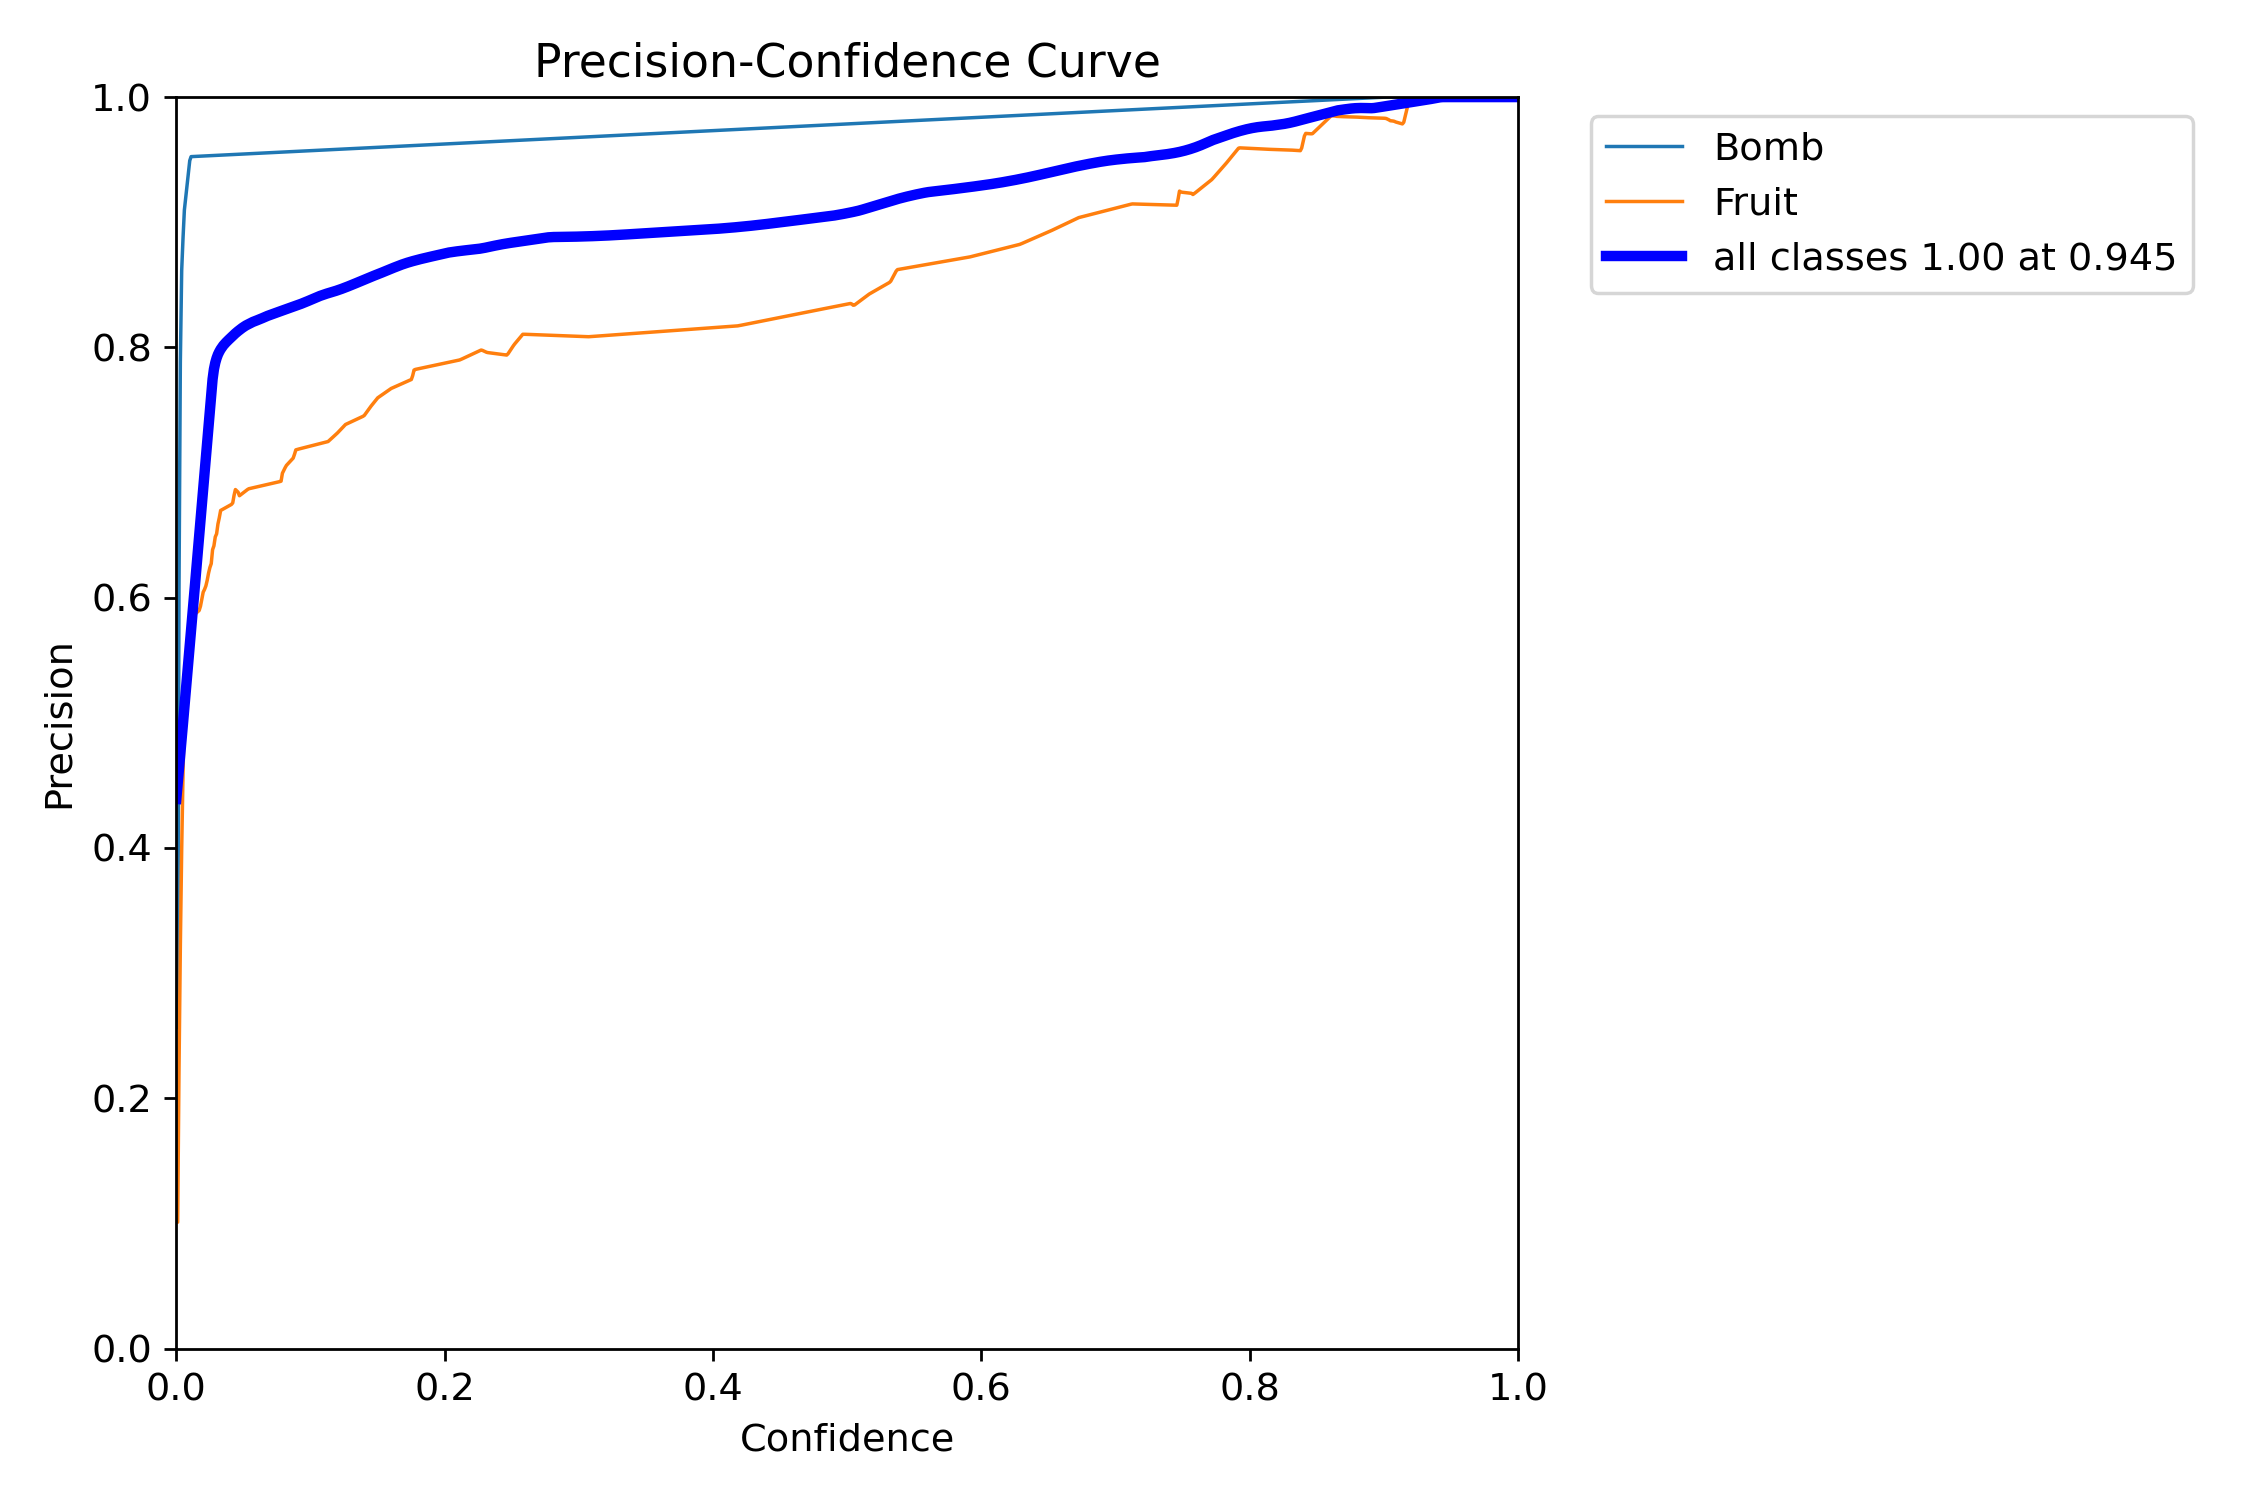 Precision-Confidence Curve
1.0
0.8
0.6
0.4
0.2
0.0
Precision
0.0 0.2 0.4 0.6 0.8 1.0
Confidence
Bomb
Fruit
all classes 1.00 at 0.945